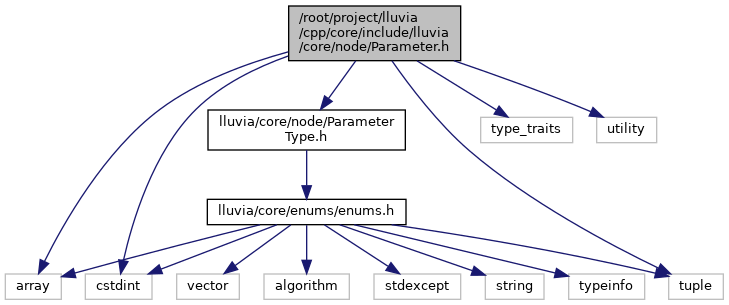 /root/project/lluvia
/cpp/core/include/lluvia
/core/node/Parameter.h
lluvia/core/node/Parameter
Type.h
type_traits
utility
lluvia/core/enums/enums.h
array
cstdint
vector
algorithm
stdexcept
string
typeinfo
tuple